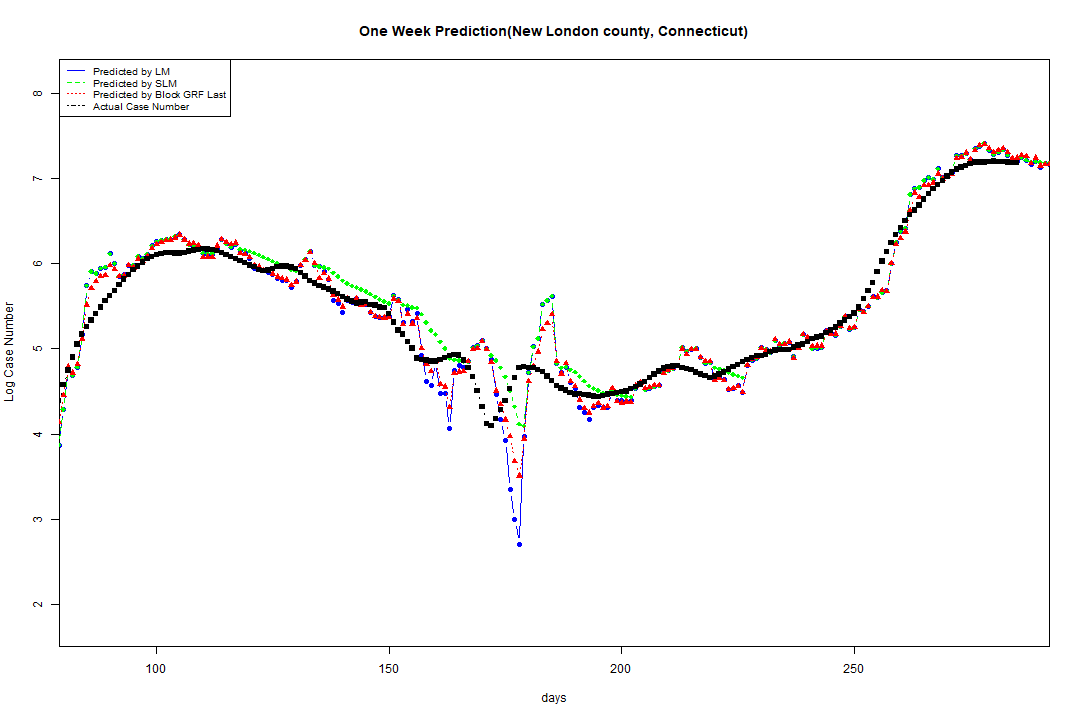 One Week Prediction(New London county, Connecticut)
Predicted by LM
Predicted by SLM
Predicted by Block GRF Last
Actual Case Number
8
7
6
5
4
3
2
Log Case Number
100 150 200 250
days